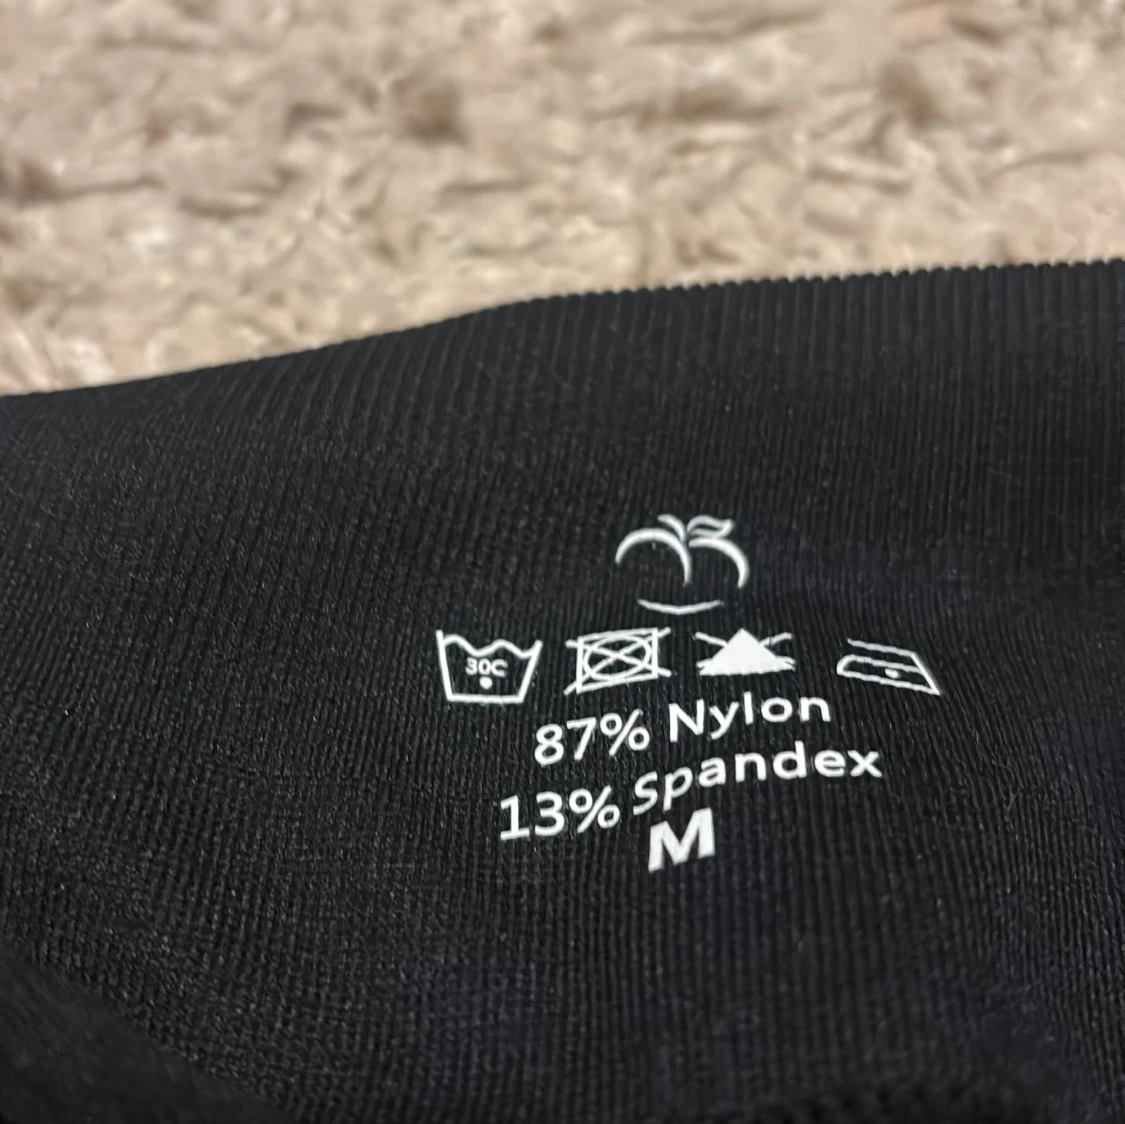 30C
87% Nylon
13% Spandex
M